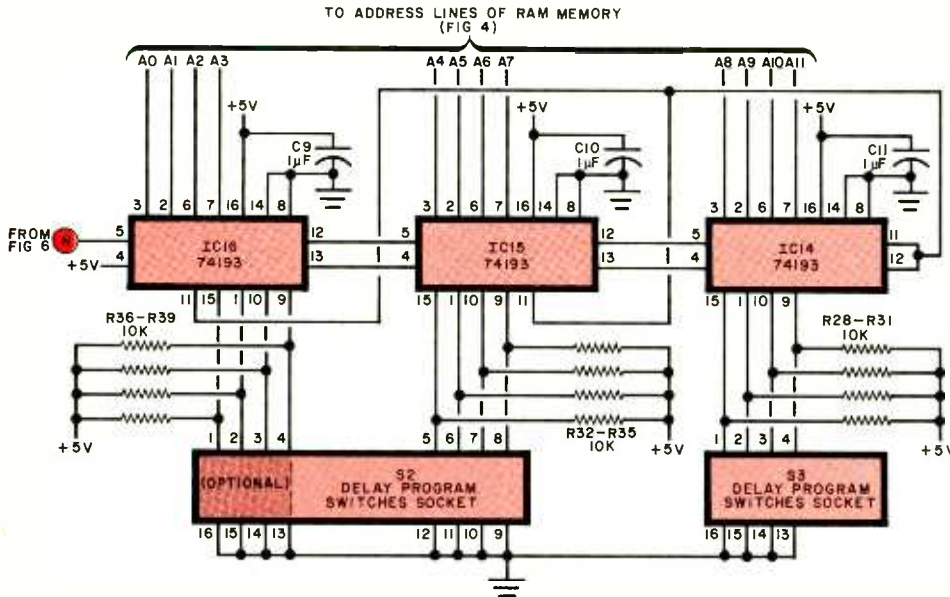 TO ADDRESS LINES OF RAM MEMORY
(FIG 4)
A0 A1 A2 A3 A4 A5 A6 A7 A8 A9 A10 A11
+5V +5V +5V
C9 1µF C10 1µF C11 1µF
3 2 6 7 16 14 8 3 2 6 7 16 14 8 3 2 6 7 16 14 8
FROM FIG 6 N
5 IC16 12 5 IC15 12 5 IC14 11
+5V 4 74193 13 4 74193 13 4 74193 12
11 15 1 10 9 15 1 10 9 11 15 1 10 9
R36-R39
10K
R28-R31
10K
R32-R35
10K
+5V +5V +5V
1 2 3 4 5 6 7 8 1 2 3 4
(OPTIONAL)
S2
DELAY PROGRAM
SWITCHES SOCKET
S3
DELAY PROGRAM
SWITCHES SOCKET
16 15 14 13 12 11 10 9 16 15 14 13